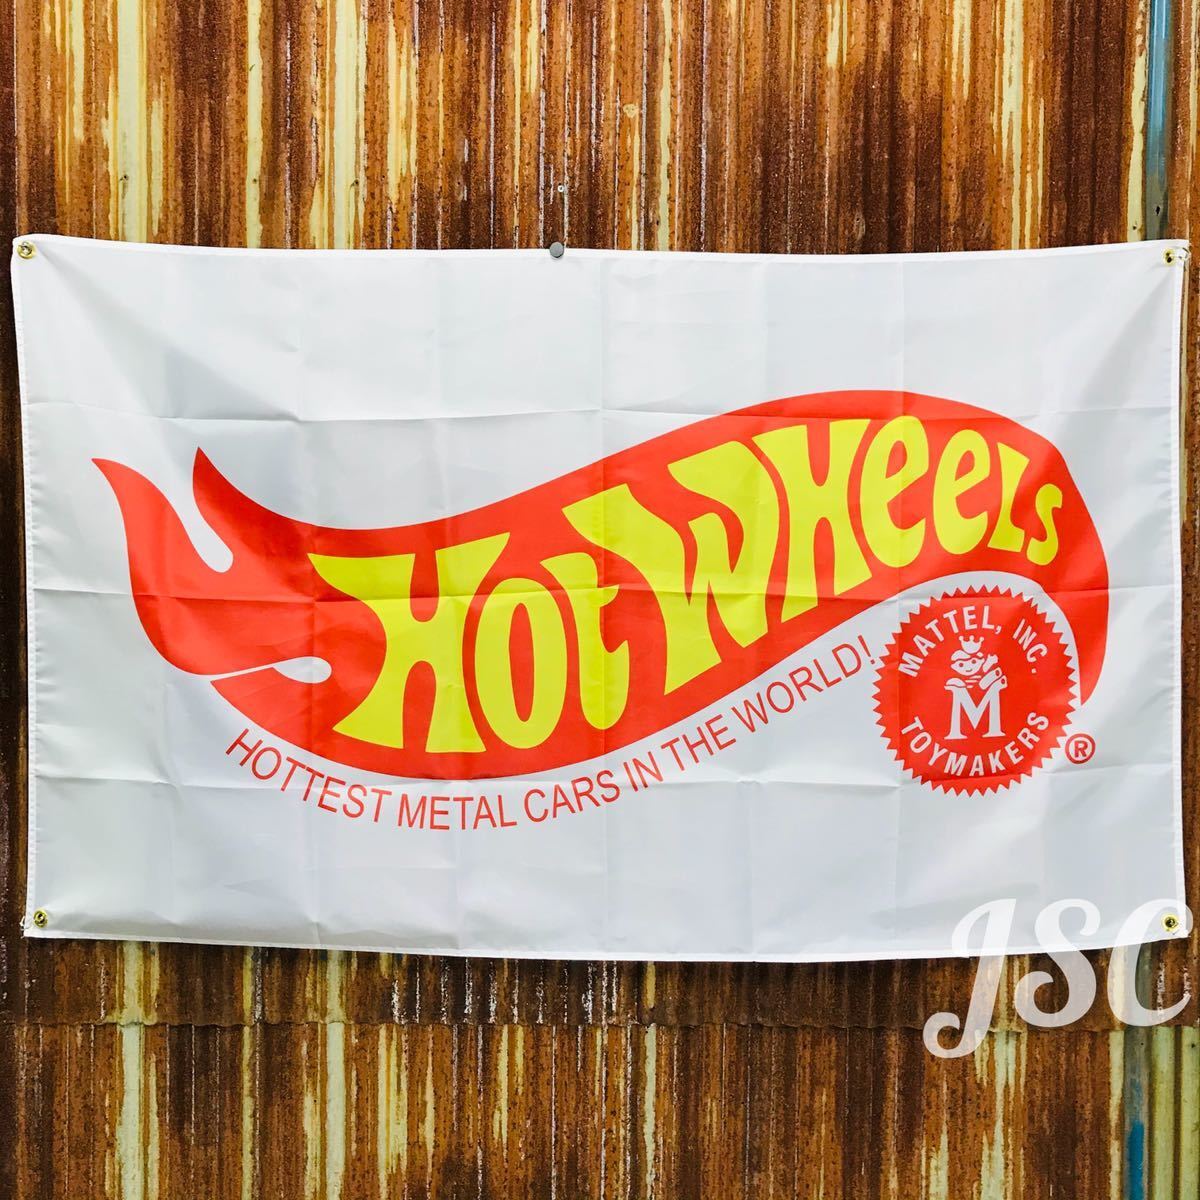 HOT WHEELS
HOTTEST METAL CARS IN THE WORLD!
MATTEL, INC.
M
TOYMAKERS
®
JSC